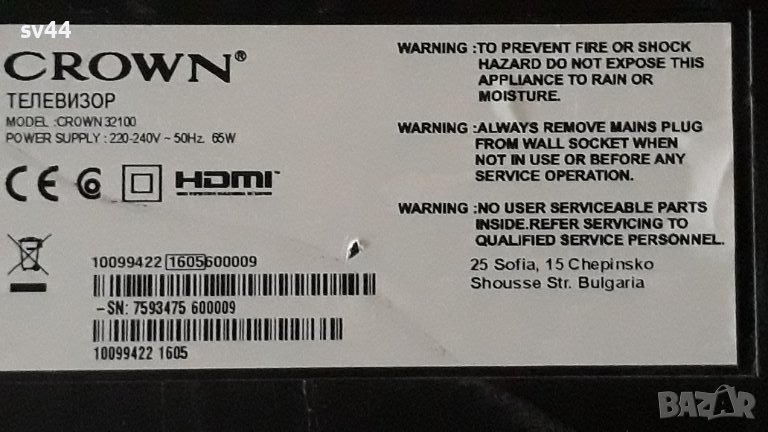 sv44
CROWN®
ТЕЛЕВИЗОР
MODEL :CROWN 32100
POWER SUPPLY : 220-240V ~ 50Hz. 65W
CE
HDMI
10099422 1605 600009
–SN: 7593475 600009
10099422 1605
WARNING :TO PREVENT FIRE OR SHOCK
HAZARD DO NOT EXPOSE THIS
APPLIANCE TO RAIN OR
MOISTURE.
WARNING :ALWAYS REMOVE MAINS PLUG
FROM WALL SOCKET WHEN
NOT IN USE OR BEFORE ANY
SERVICE OPERATION.
WARNING :NO USER SERVICEABLE PARTS
INSIDE.REFER SERVICING TO
QUALIFIED SERVICE PERSONNEL.
25 Sofia, 15 Chepinsko
Shousse Str. Bulgaria
BAZAR